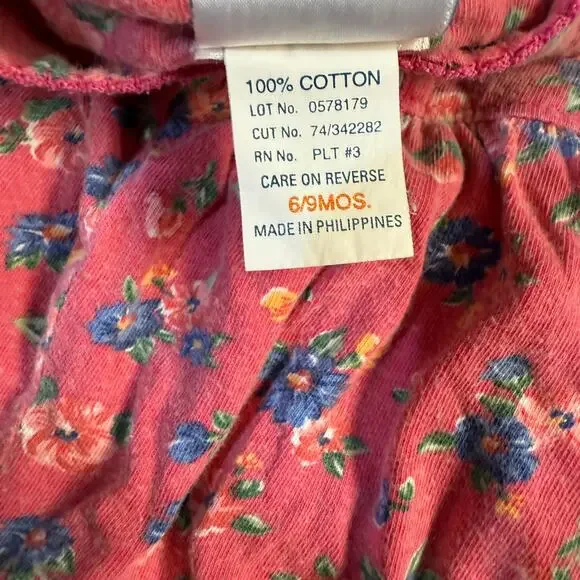 100% COTTON
LOT No. 0578179
CUT No. 74/342282
RN No. PLT #3
CARE ON REVERSE
6/9MOS.
MADE IN PHILIPPINES